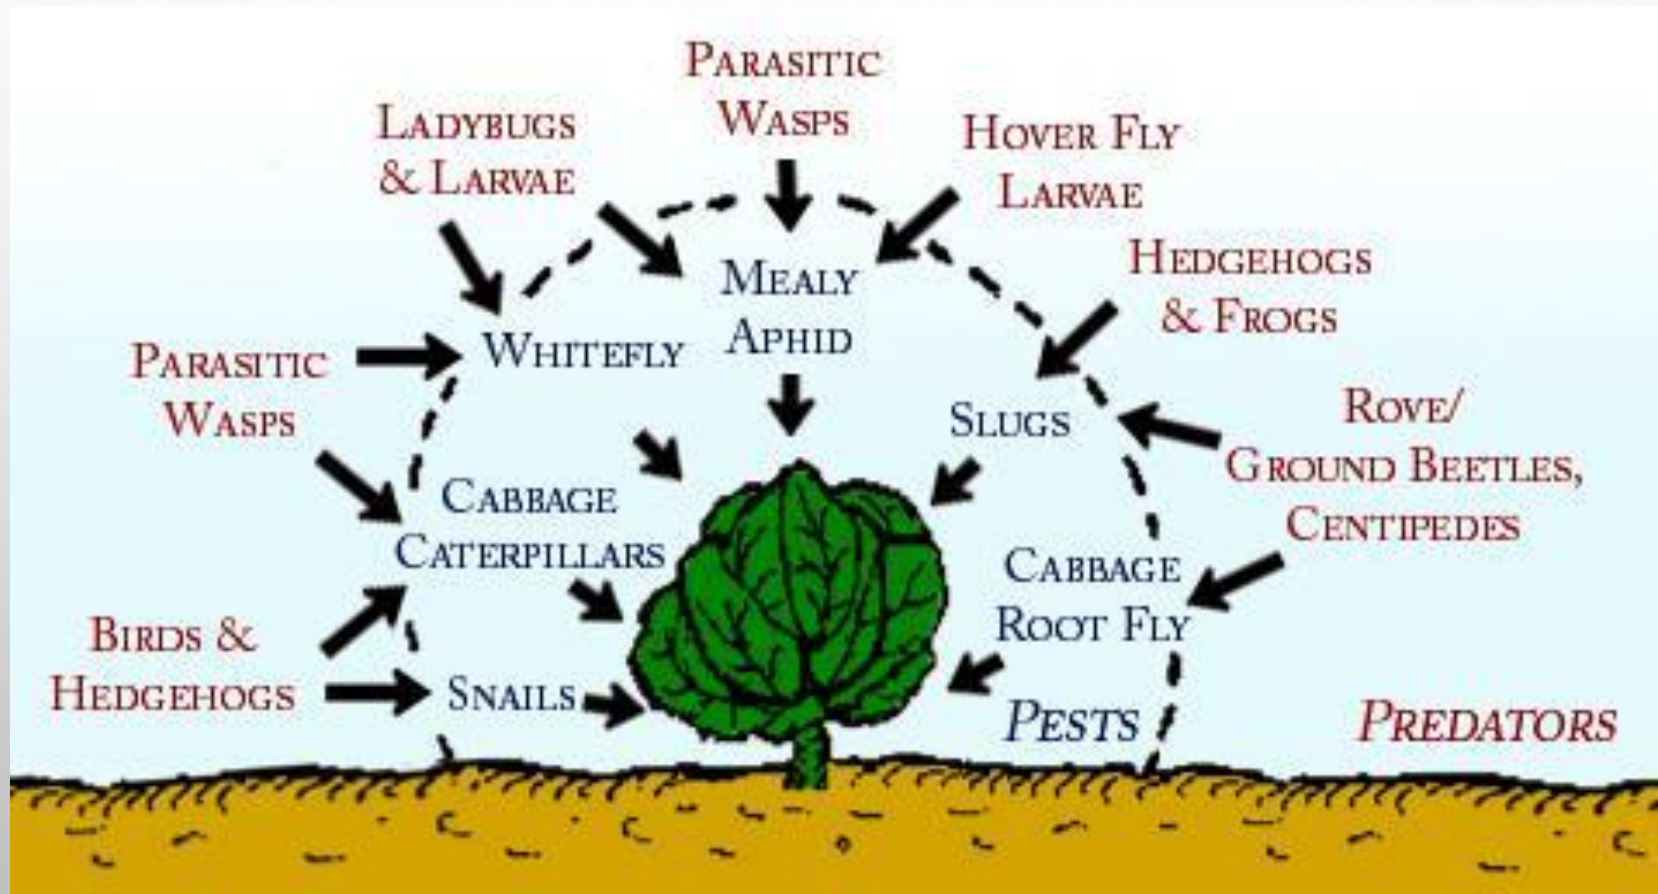 PARASITIC
WASPS
LADYBUGS
& LARVAE
HOVER FLY
LARVAE
HEDGEHOGS
& FROGS
MEALY
APHID
WHITEFLY
PARASITIC
WASPS
SLUGS
ROVE/
GROUND BEETLES,
CENTIPEDES
CABBAGE
CATERPILLARS
CABBAGE
ROOT FLY
BIRDS &
HEDGEHOGS
SNAILS
PESTS
PREDATORS